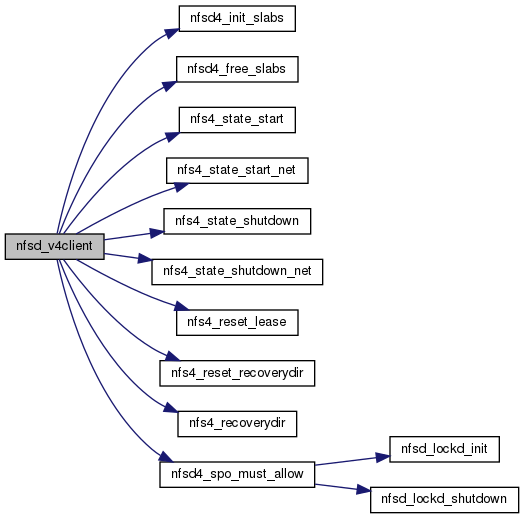 nfsd4_init_slabs
nfsd4_free_slabs
nfs4_state_start
nfs4_state_start_net
nfs4_state_shutdown
nfsd_v4client
nfs4_state_shutdown_net
nfs4_reset_lease
nfs4_reset_recoverydir
nfs4_recoverydir
nfsd4_spo_must_allow
nfsd_lockd_init
nfsd_lockd_shutdown